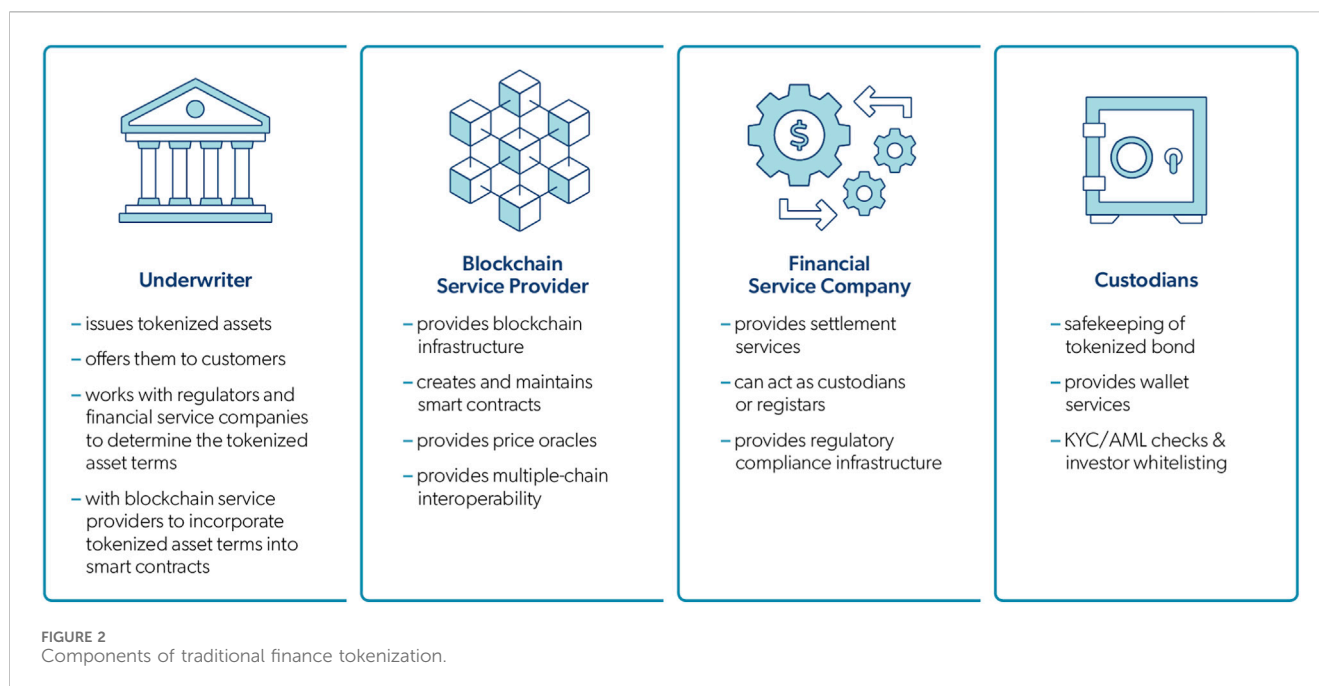 Underwriter
– issues tokenized assets
– offers them to customers
– works with regulators and
financial service companies
to determine the tokenized
asset terms
– with blockchain service
providers to incorporate
tokenized asset terms into
smart contracts
Blockchain
Service Provider
– provides blockchain
infrastructure
– creates and maintains
smart contracts
– provides price oracles
– provides multiple-chain
interoperability
$
Financial
Service Company
– provides settlement
services
– can act as custodians
or registars
– provides regulatory
compliance infrastructure
Custodians
– safekeeping of
tokenized bond
– provides wallet
services
– KYC/AML checks &
investor whitelisting
FIGURE 2
Components of traditional finance tokenization.